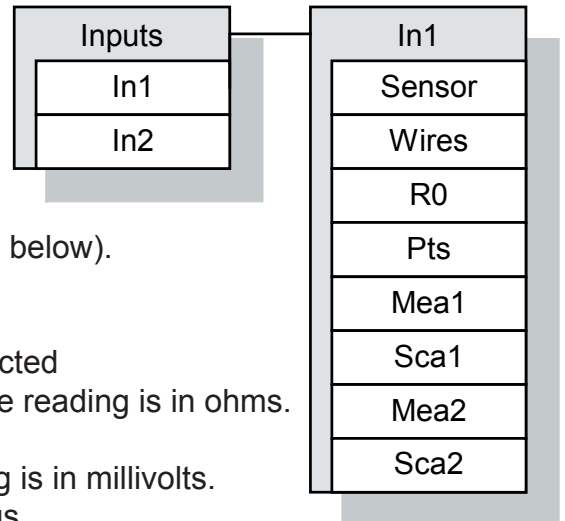 Inputs
In1
In2
In1
Sensor
Wires
R0
Pts
Mea1
Sca1
Mea2
Sca2
below).
cted
e reading is in ohms.
g is in millivolts.